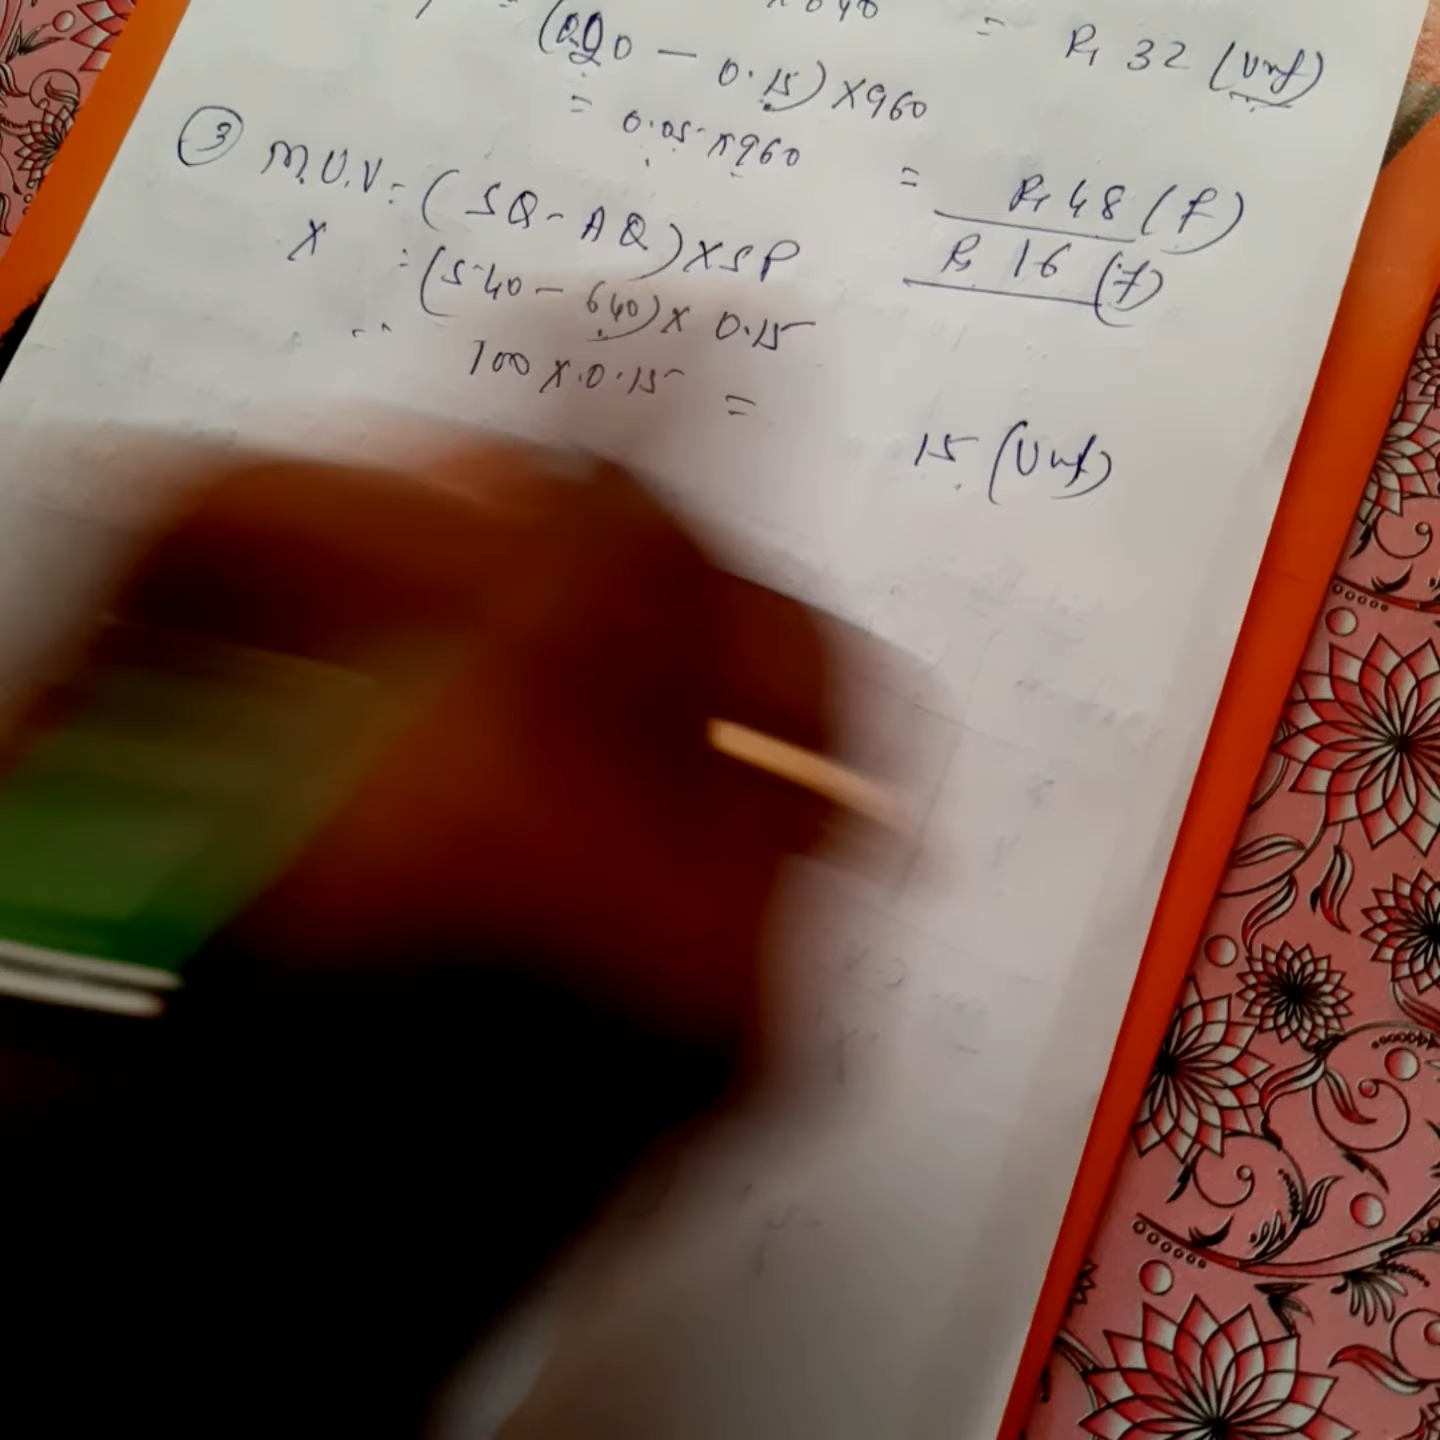 = Rs 32 (Unf)
(0.20 – 0.15) × 960
= 0.05 × 960 = Rs 48 (f)
Rs 16 (f)
③ M.U.V. = (SQ - AQ) × SP
X = (540 – 640) × 0.15
100 × 0.15 = 15 (Unf)